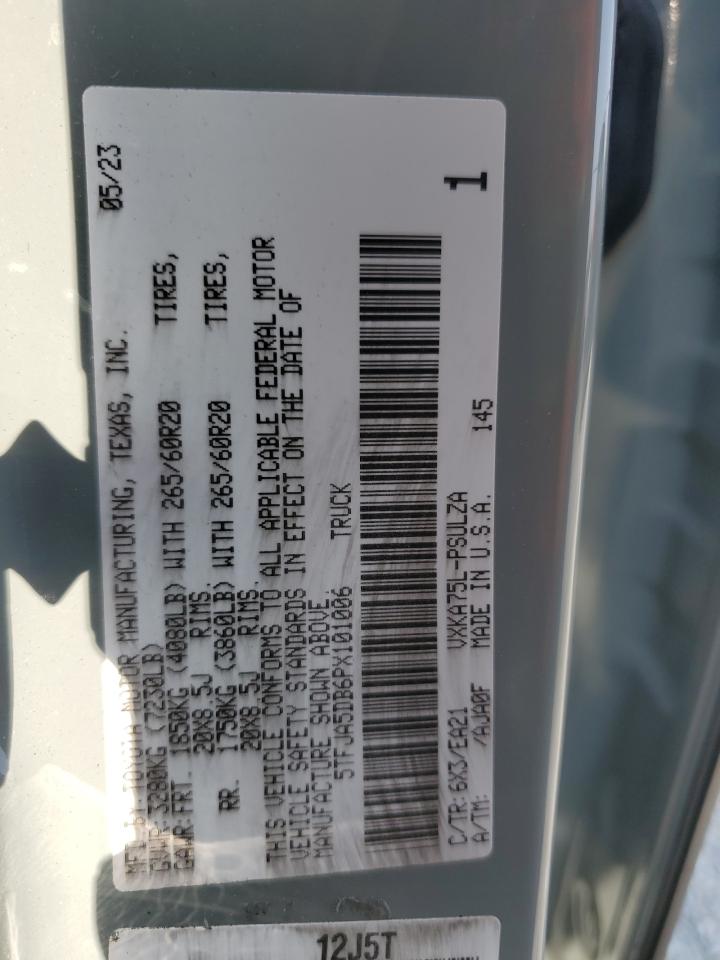 MFD. BY: TOYOTA MOTOR MANUFACTURING, TEXAS, INC. 05/23
GVWR: 3280KG (7230LB)
GAWR: FRT. 1850KG (4080LB) WITH 265/60R20 TIRES,
20X8.5J RIMS.
RR. 1750KG (3860LB) WITH 265/60R20 TIRES,
20X8.5J RIMS.
THIS VEHICLE CONFORMS TO ALL APPLICABLE FEDERAL MOTOR
VEHICLE SAFETY STANDARDS IN EFFECT ON THE DATE OF
MANUFACTURE SHOWN ABOVE.
5TFJA5DB6PX101006 TRUCK
C/TR: 6X3/EA21 VXKA75L-PSULZA
A/TM: /AJA0F MADE IN U.S.A. 145
1
12J5T